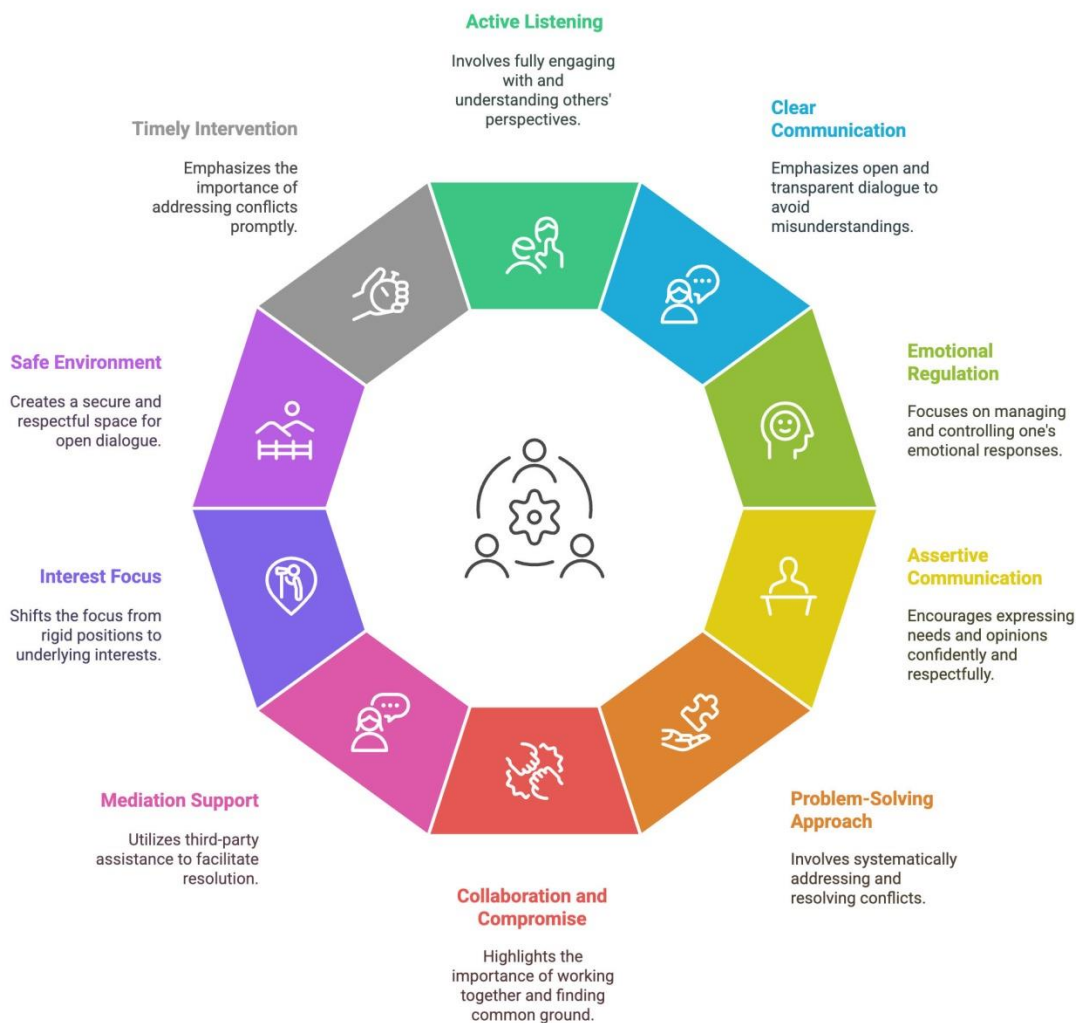 Active Listening
Involves fully engaging
with and
understanding others'
perspectives.
Clear
Communication
Emphasizes open and
transparent dialogue to
avoid
misunderstandings.
Emotional
Regulation
Focuses on managing
and controlling one's
emotional responses.
Assertive
Communication
Encourages expressing
needs and opinions
confidently and
respectfully.
Problem-Solving
Approach
Involves systematically
addressing and
resolving conflicts.
Collaboration and
Compromise
Highlights the
importance of working
together and finding
common ground.
Mediation Support
Utilizes third-party
assistance to facilitate
resolution.
Interest Focus
Shifts the focus from
rigid positions to
underlying interests.
Safe Environment
Creates a secure and
respectful space for
open dialogue.
Timely Intervention
Emphasizes the
importance of
addressing conflicts
promptly.